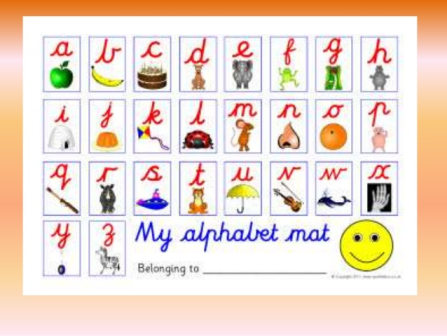 a b c d e f g h
i j k l m n o p
q r s t u v w x
y z My alphabet mat
Belonging to